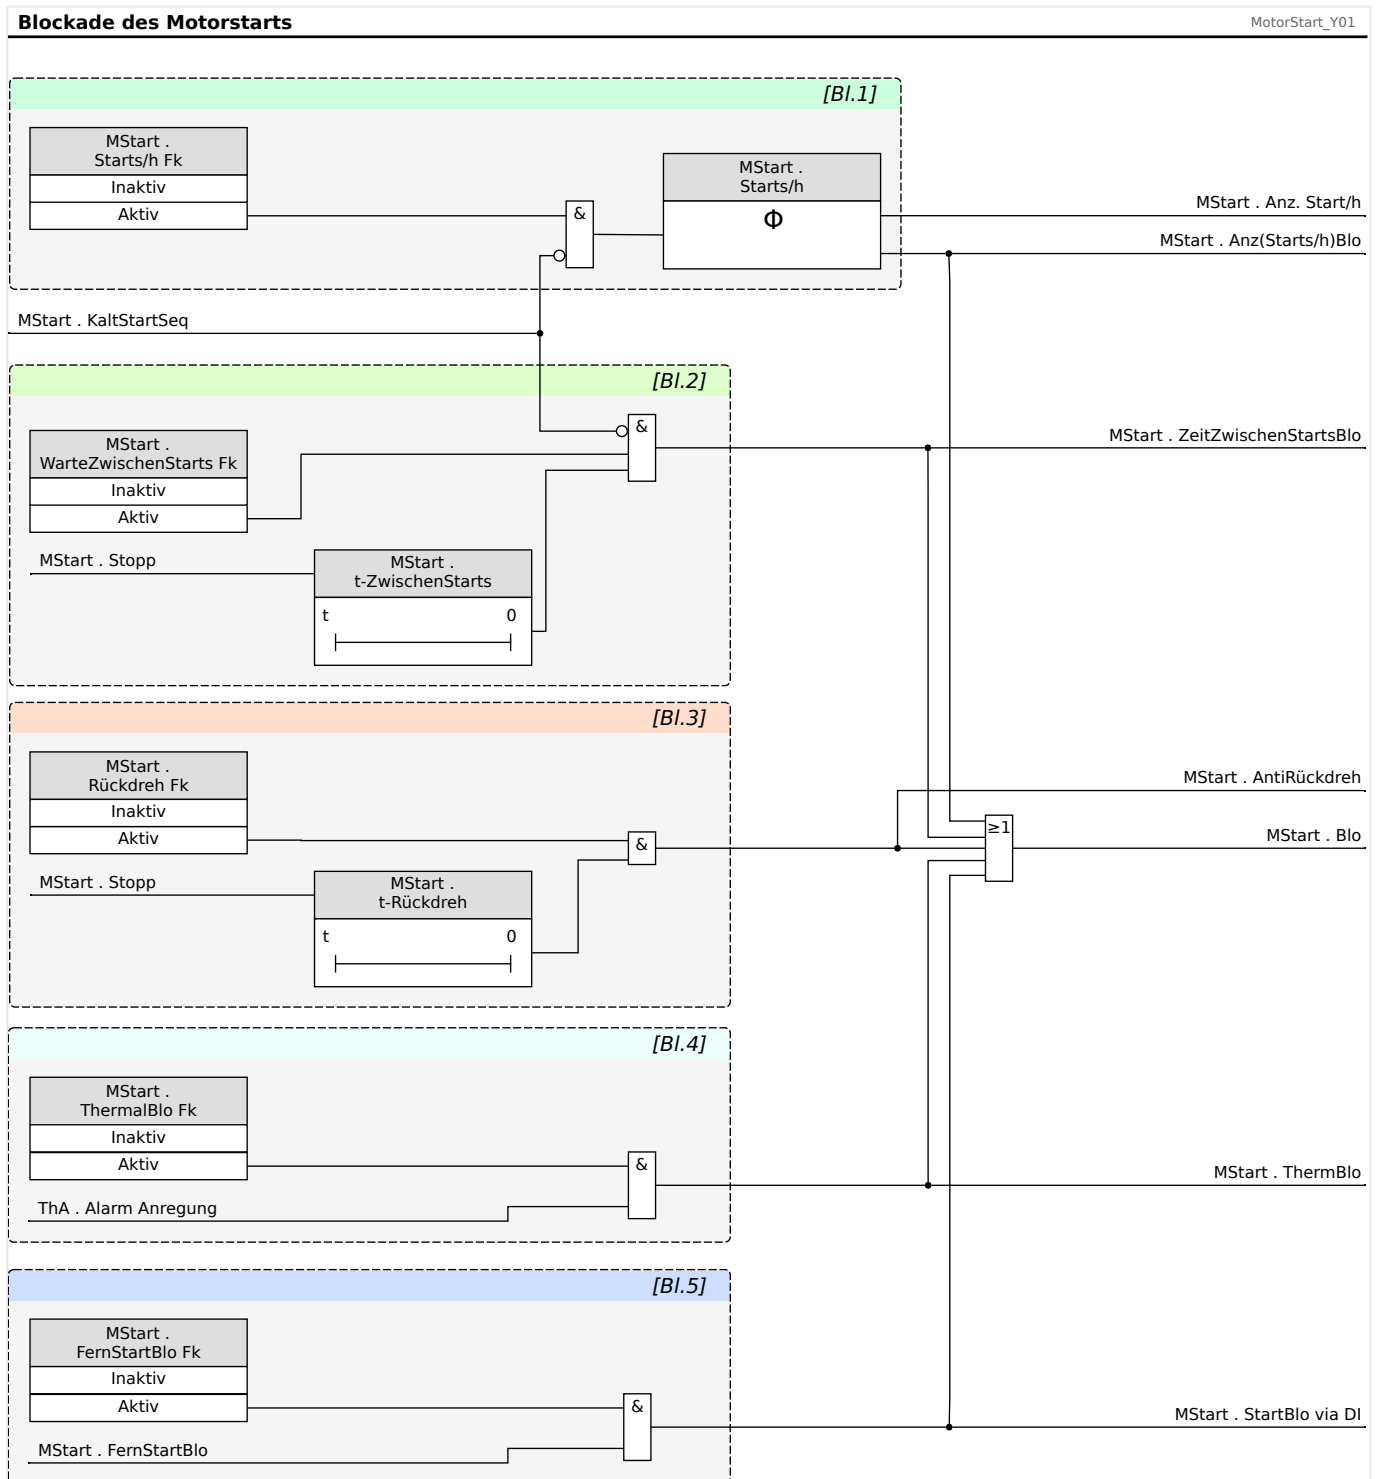 Blockade des Motorstarts
MotorStart_Y01
[Bl.1]
MStart .
Starts/h Fk
Inaktiv
Aktiv
&
MStart .
Starts/h
Φ
MStart . Anz. Start/h
MStart . Anz(Starts/h)Blo
MStart . KaltStartSeq
[Bl.2]
MStart .
WarteZwischenStarts Fk
Inaktiv
Aktiv
&
MStart . ZeitZwischenStartsBlo
MStart . Stopp
MStart .
t-ZwischenStarts
t 0
[Bl.3]
MStart .
Rückdreh Fk
Inaktiv
Aktiv
&
MStart . AntiRückdreh
≥1
MStart . Blo
MStart . Stopp
MStart .
t-Rückdreh
t 0
[Bl.4]
MStart .
ThermalBlo Fk
Inaktiv
Aktiv
&
MStart . ThermBlo
ThA . Alarm Anregung
[Bl.5]
MStart .
FernStartBlo Fk
Inaktiv
Aktiv
&
MStart . StartBlo via DI
MStart . FernStartBlo